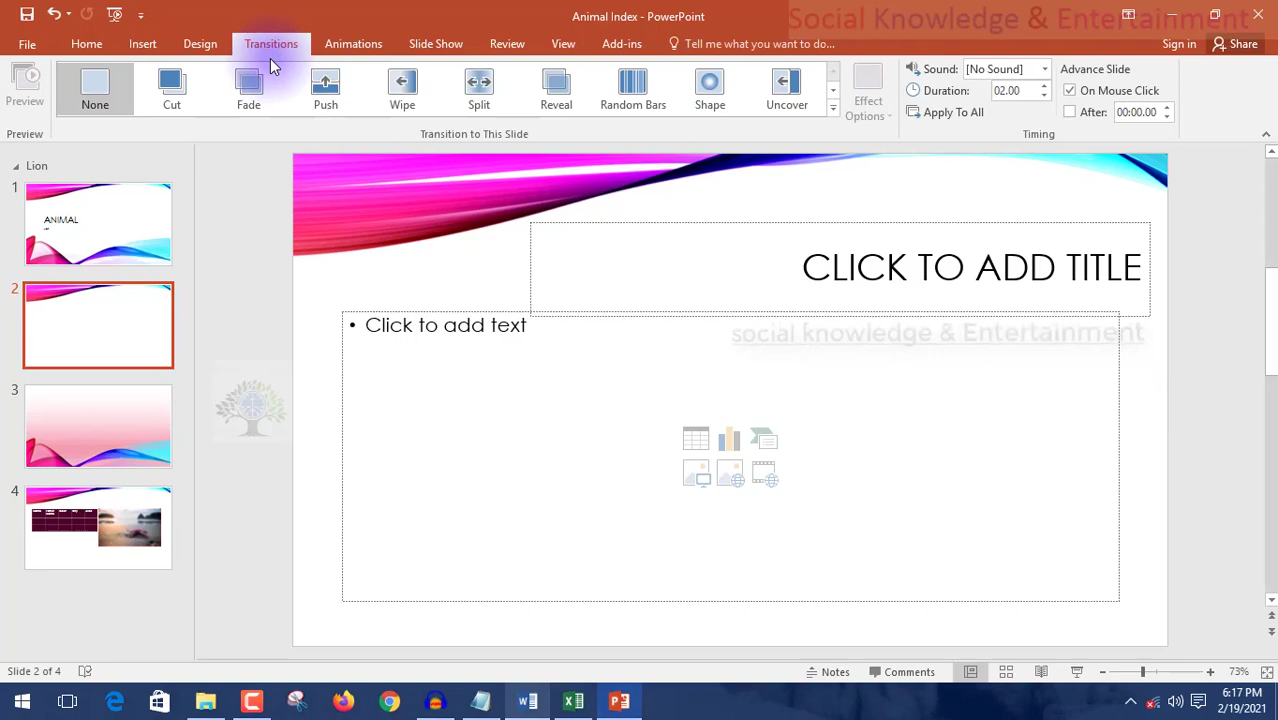 Animal Index - PowerPoint
Social Knowledge & Entertainment
File Home Insert Design Transitions Animations Slide Show Review View Add-ins Tell me what you want to do... Sign in Share
Preview
None Cut Fade Push Wipe Split Reveal Random Bars Shape Uncover
Effect Options
Sound: [No Sound] Advance Slide
Duration: 02.00 On Mouse Click
Apply To All After: 00:00.00
Preview Transition to This Slide Timing
Lion
1
ANIMAL
2
3
4
CLICK TO ADD TITLE
• Click to add text
social knowledge & Entertainment
Slide 2 of 4 Notes Comments 73%
6:17 PM
2/19/2021